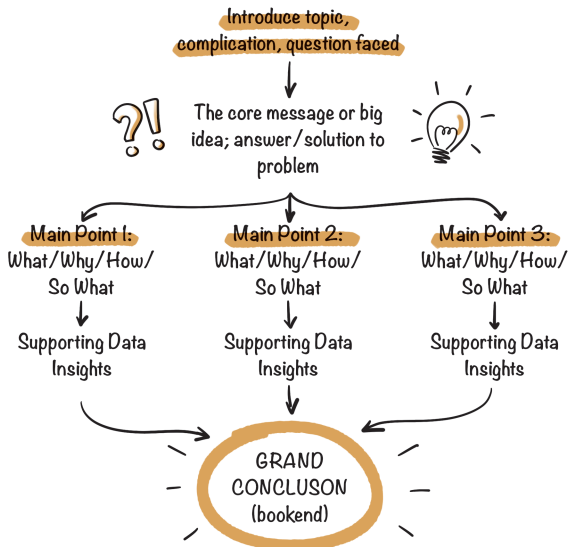 Introduce topic,
complication, question faced
?!
The core message or big
idea; answer/solution to
problem
Main Point 1:
What/Why/How/
So What
Main Point 2:
What/Why/How/
So What
Main Point 3:
What/Why/How/
So What
Supporting Data
Insights
Supporting Data
Insights
Supporting Data
Insights
GRAND
CONCLUSON
(bookend)